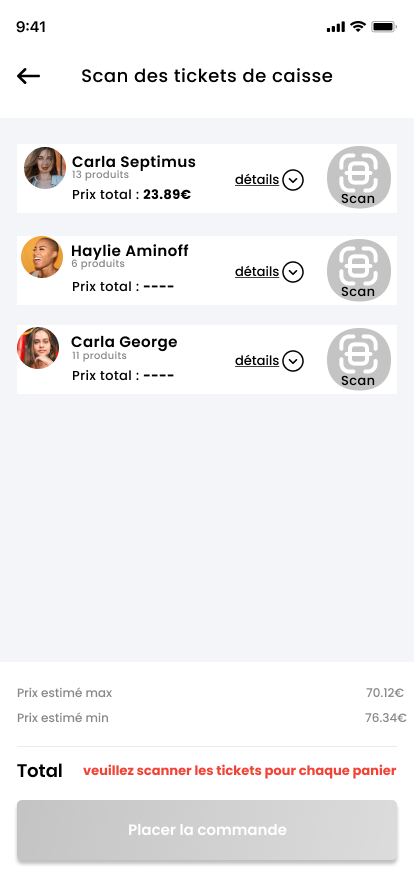 9:41
Scan des tickets de caisse
Carla Septimus
13 produits
Prix total : 23.89€
détails
Scan
Haylie Aminoff
6 produits
Prix total : ----
détails
Scan
Carla George
11 produits
Prix total : ----
détails
Scan
Prix estimé max 70.12€
Prix estimé min 76.34€
Total veuillez scanner les tickets pour chaque panier
Placer la commande